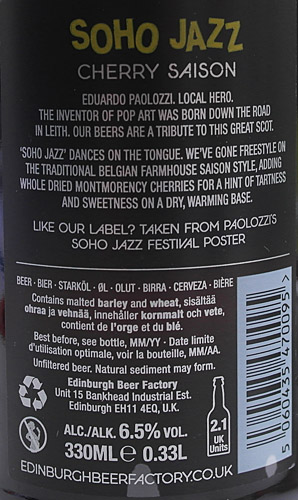 SOHO JAZZ
CHERRY SAISON
EDUARDO PAOLOZZI. LOCAL HERO.
THE INVENTOR OF POP ART WAS BORN DOWN THE ROAD
IN LEITH. OUR BEERS ARE A TRIBUTE TO THIS GREAT SCOT.
'SOHO JAZZ' DANCES ON THE TONGUE. WE'VE GONE FREESTYLE ON
THE TRADITIONAL BELGIAN FARMHOUSE SAISON STYLE, ADDING
WHOLE DRIED MONTMORENCY CHERRIES FOR A HINT OF TARTNESS
AND SWEETNESS ON A DRY, WARMING BASE.
LIKE OUR LABEL? TAKEN FROM PAOLOZZI'S
SOHO JAZZ FESTIVAL POSTER
BEER · BIER · STARKÖL · ØL · OLUT · BIRRA · CERVEZA · BIÈRE
Contains malted barley and wheat, sisältää
ohraa ja vehnää, innehåller kornmalt och vete,
contient de l'orge et du blé.
Best before, see bottle, MM/YY · Date limite
d'utilisation optimale, voir la bouteille, MM/AA.
Unfiltered beer. Natural sediment may form.
Edinburgh Beer Factory
Unit 15 Bankhead Industrial Est.
Edinburgh EH11 4EQ, U.K.
ALC./ALK. 6.5% VOL.
330ML e 0.33L
2.1
UK
Units
EDINBURGHBEERFACTORY.CO.UK
5 060435 470095 >